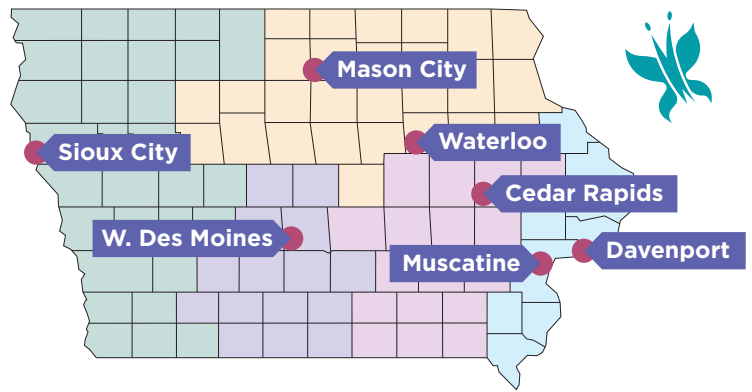 Mason City
Waterloo
Sioux City
Cedar Rapids
W. Des Moines
Davenport
Muscatine